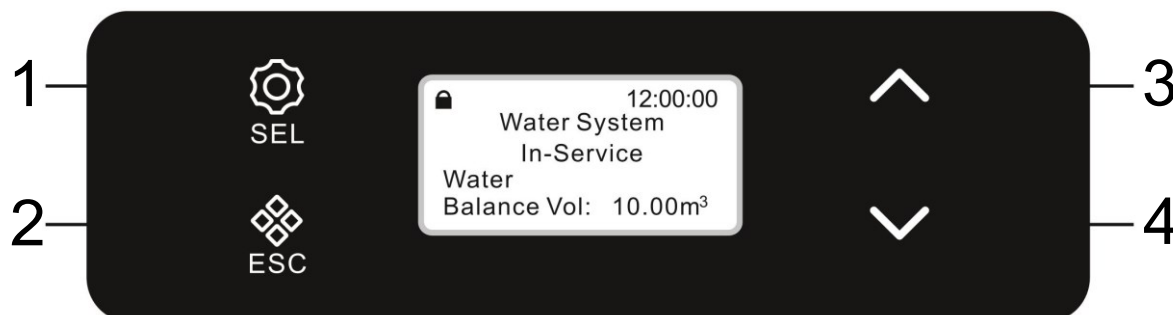 1
SEL
2
ESC
12:00:00
Water System
In-Service
Water
Balance Vol: 10.00m³
3
4